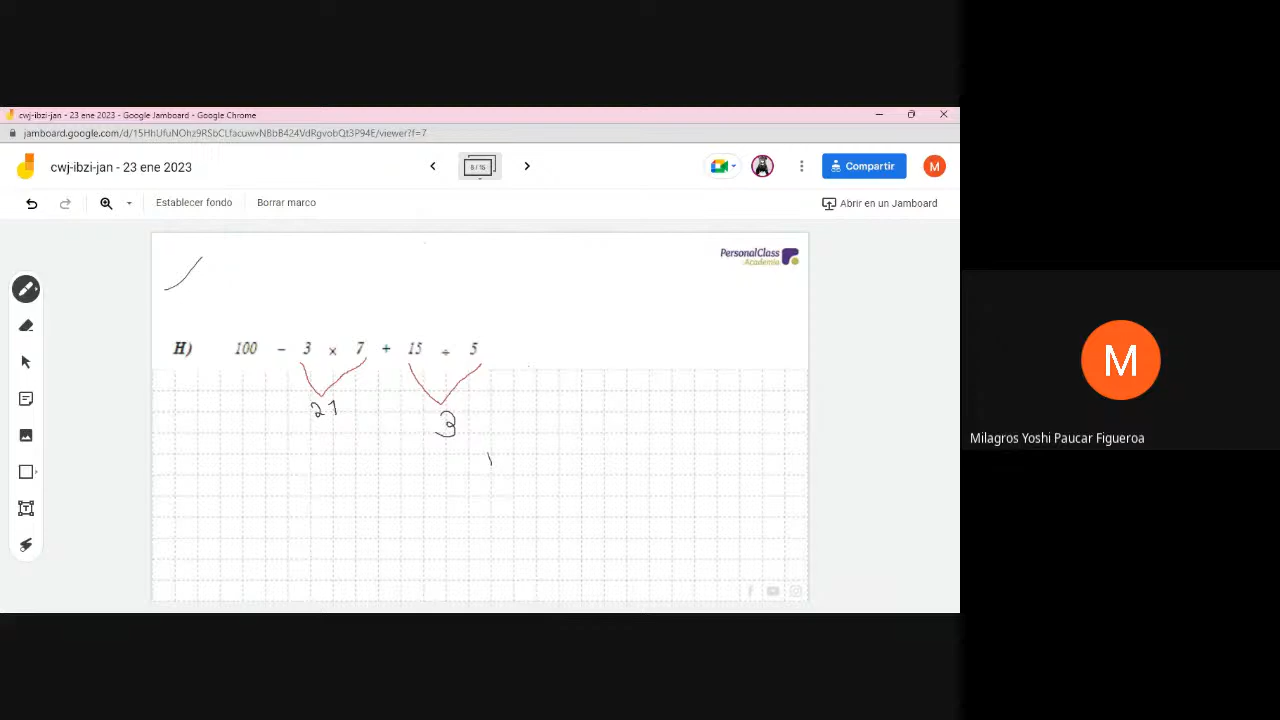 cwj-ibzi-jan - 23 ene 2023 - Google Jamboard - Google Chrome
jamboard.google.com/d/15HhUfuNOhz9RSbCLfacuwvNBbB424VdRgvobQt3P94E/viewer?f=7
cwj-ibzi-jan - 23 ene 2023
8 / 15
Compartir
M
Establecer fondo
Borrar marco
Abrir en un Jamboard
PersonalClass
Academia
H) 100 - 3 × 7 + 15 ÷ 5
21
3
M
Milagros Yoshi Paucar Figueroa